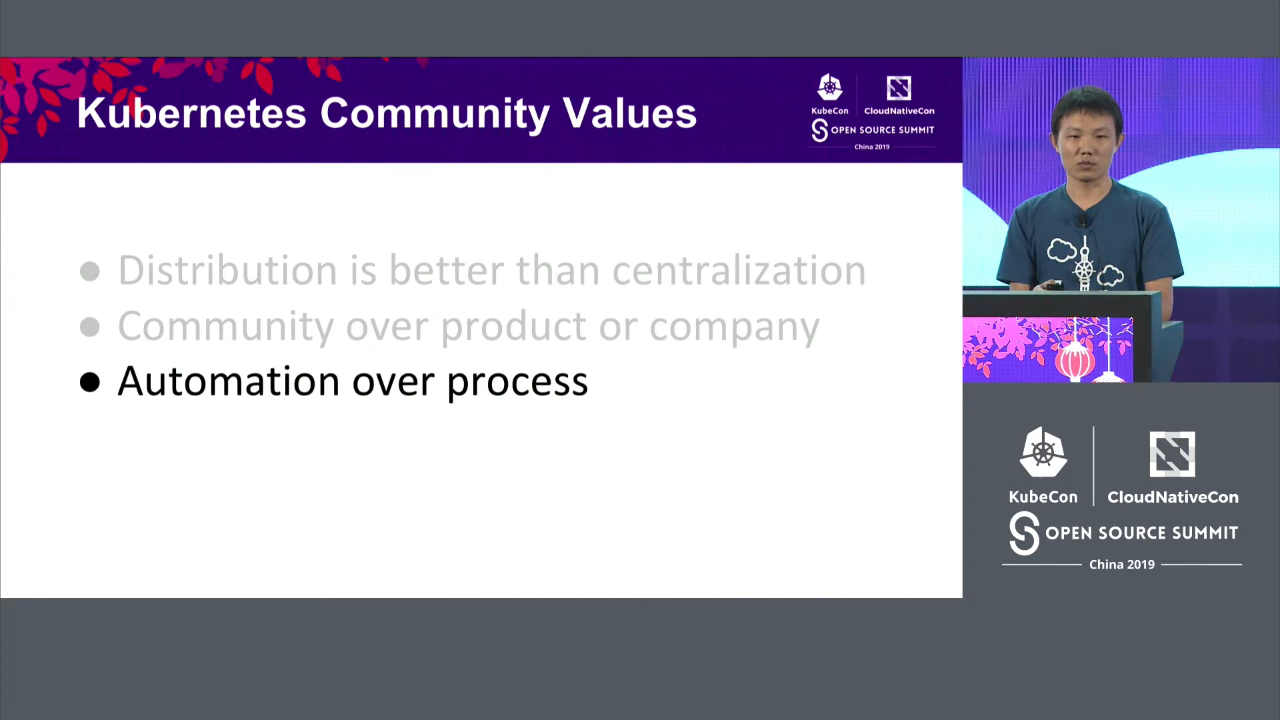 Kubernetes Community Values
KubeCon
CloudNativeCon
OPEN SOURCE SUMMIT
China 2019
Distribution is better than centralization
Community over product or company
Automation over process
KubeCon
CloudNativeCon
OPEN SOURCE SUMMIT
China 2019